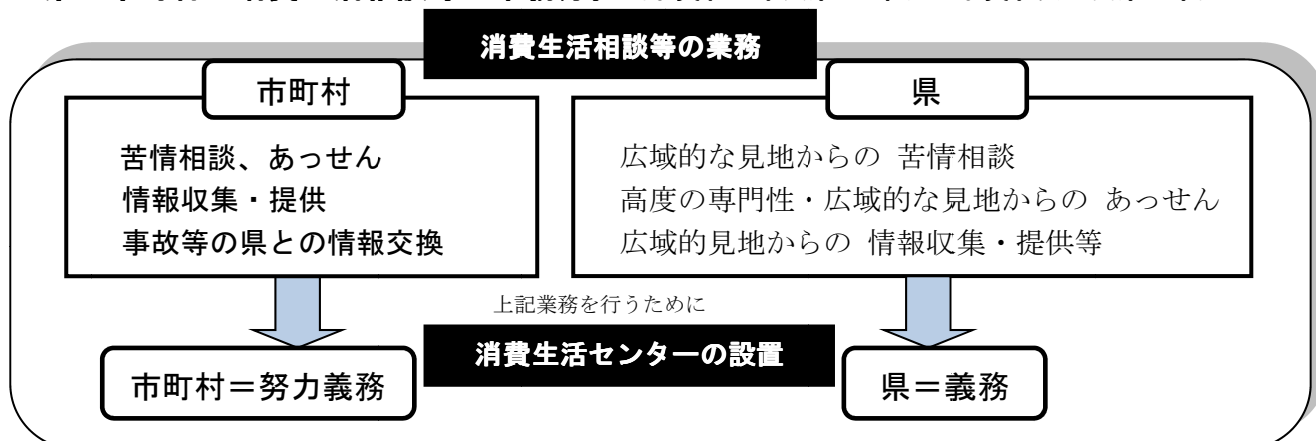 消費生活相談等の業務
市町村
苦情相談、あっせん
情報収集・提供
事故等の県との情報交換
県
広域的な見地からの 苦情相談
高度の専門性・広域的な見地からの あっせん
広域的見地からの 情報収集・提供等
上記業務を行うために
消費生活センターの設置
市町村＝努力義務
県＝義務